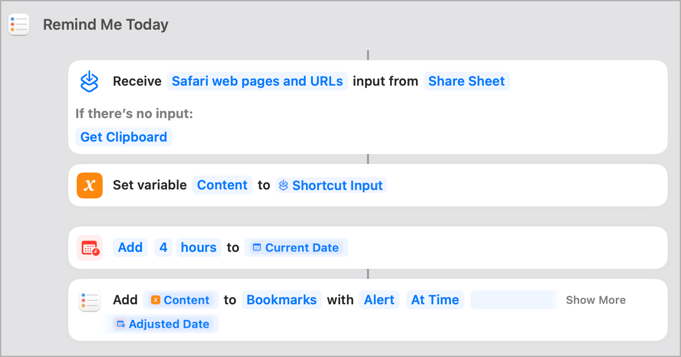 Remind Me Today
Receive Safari web pages and URLs input from Share Sheet
If there’s no input:
Get Clipboard
Set variable Content to Shortcut Input
Add 4 hours to Current Date
Add Content to Bookmarks with Alert At Time Show More
Adjusted Date